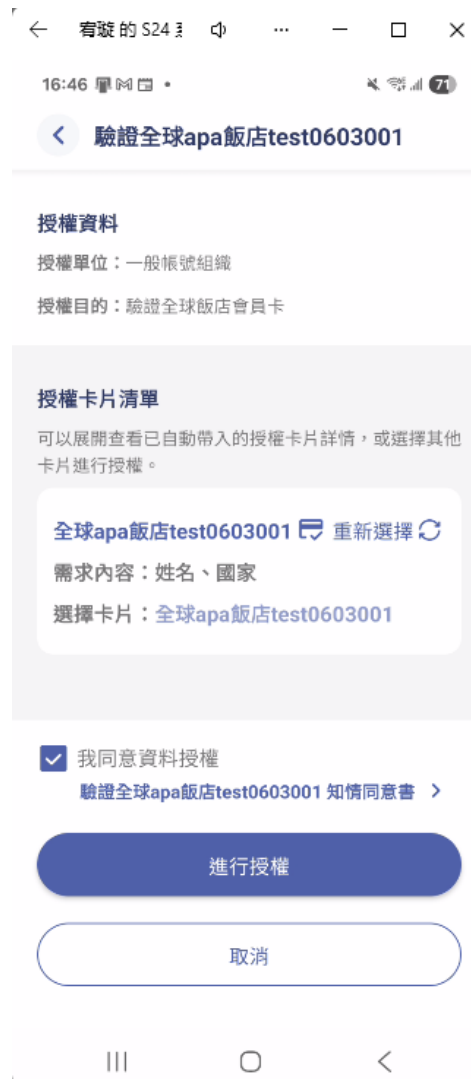 宥璇 的 S24
16:46
71
驗證全球apa飯店test0603001
授權資料
授權單位：一般帳號組織
授權目的：驗證全球飯店會員卡
授權卡片清單
可以展開查看已自動帶入的授權卡片詳情，或選擇其他
卡片進行授權。
全球apa飯店test0603001 重新選擇
需求內容：姓名、國家
選擇卡片：全球apa飯店test0603001
我同意資料授權
驗證全球apa飯店test0603001 知情同意書
進行授權
取消